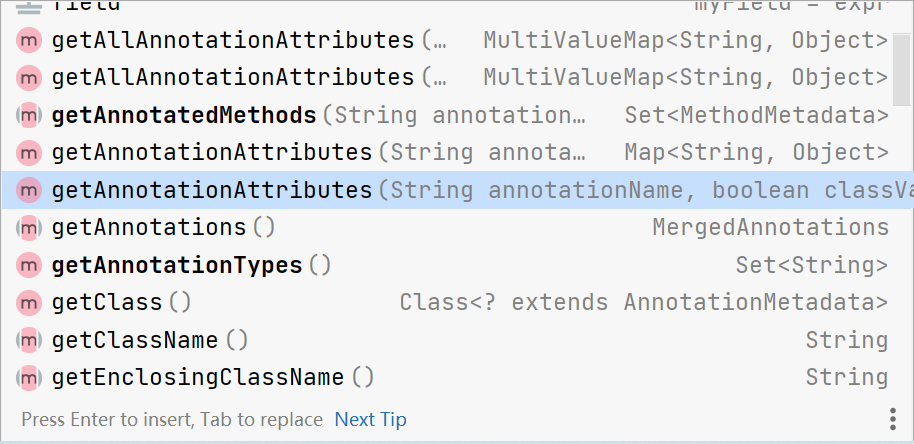 field myField = expr
m getAllAnnotationAttributes(… MultiValueMap<String, Object>
m getAllAnnotationAttributes(… MultiValueMap<String, Object>
m getAnnotatedMethods(String annotation… Set<MethodMetadata>
m getAnnotationAttributes(String annota… Map<String, Object>
m getAnnotationAttributes(String annotationName, boolean classVa
m getAnnotations() MergedAnnotations
m getAnnotationTypes() Set<String>
m getClass() Class<? extends AnnotationMetadata>
m getClassName() String
m getEnclosingClassName() String
Press Enter to insert, Tab to replace Next Tip